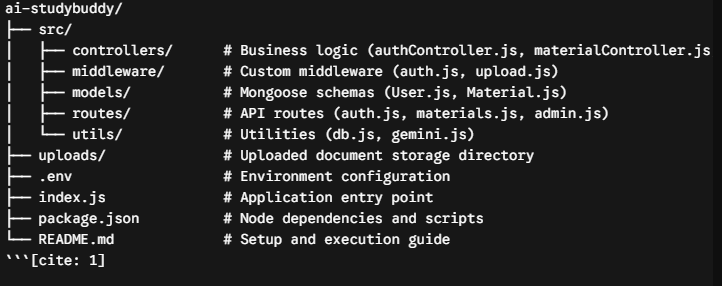 ai-studybuddy/
├── src/
│   ├── controllers/      # Business logic (authController.js, materialController.js
│   ├── middleware/       # Custom middleware (auth.js, upload.js)
│   ├── models/           # Mongoose schemas (User.js, Material.js)
│   ├── routes/           # API routes (auth.js, materials.js, admin.js)
│   └── utils/            # Utilities (db.js, gemini.js)
├── uploads/              # Uploaded document storage directory
├── .env                  # Environment configuration
├── index.js              # Application entry point
├── package.json          # Node dependencies and scripts
└── README.md             # Setup and execution guide
```[cite: 1]